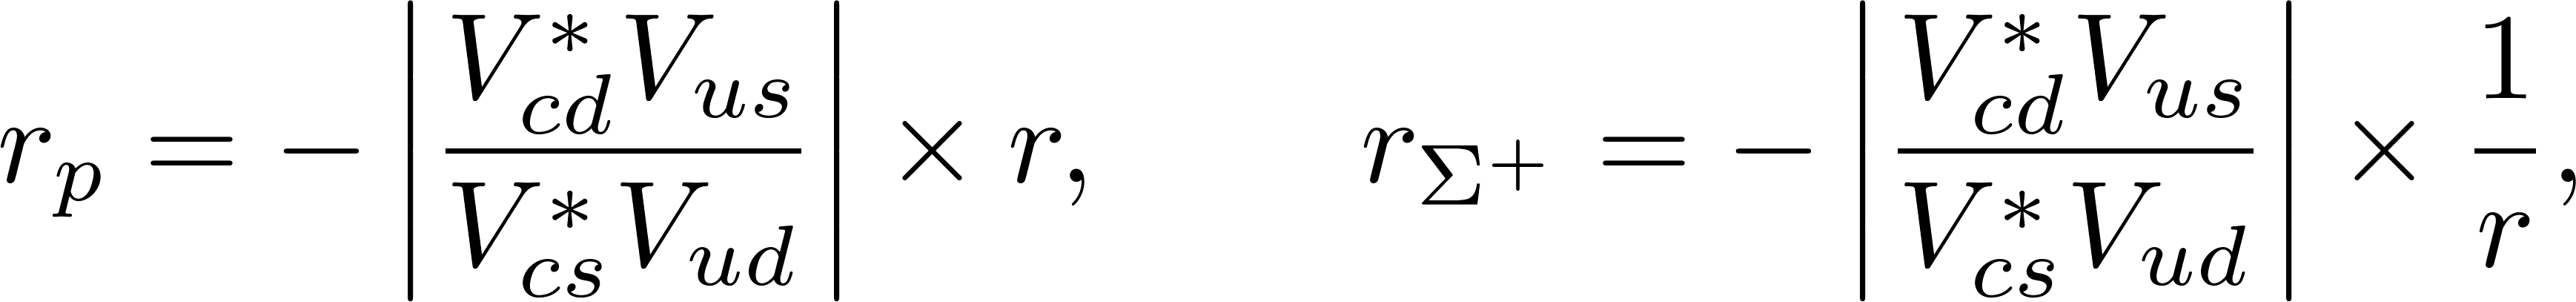 $r_p = -\left|\frac{V_{cd}^* V_{us}}{V_{cs}^* V_{ud}}\right| \times r, \qquad r_{\Sigma^+} = -\left|\frac{V_{cd}^* V_{us}}{V_{cs}^* V_{ud}}\right| \times \frac{1}{r},$